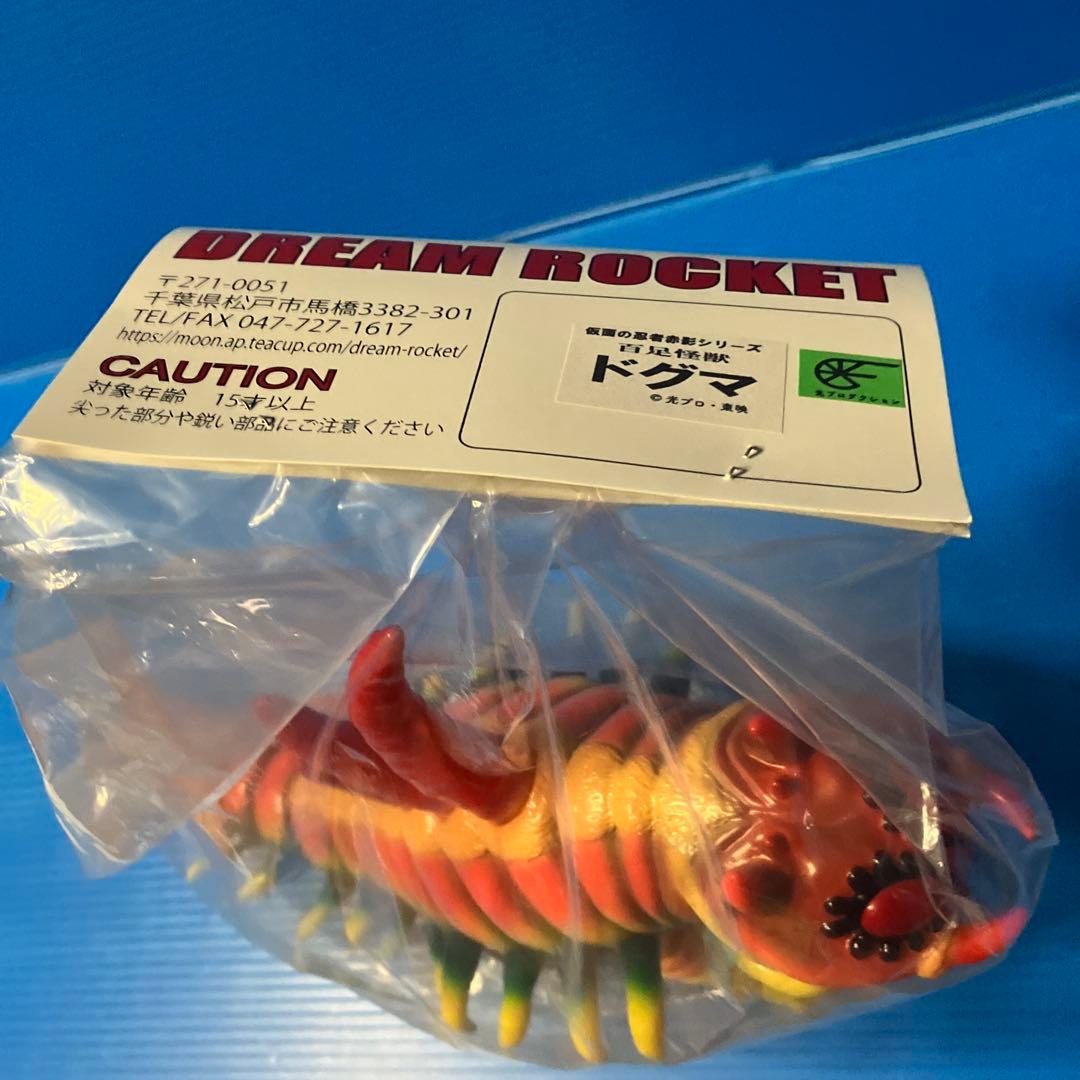 DREAM ROCKET
〒271-0051
千葉県松戸市馬橋3382-301
TEL/FAX 047-727-1617
https://moon.ap.teacup.com/dream-rocket/
CAUTION
対象年齢 15才以上
尖った部分や鋭い部品にご注意ください
仮面の忍者赤影シリーズ
百足怪獣
ドグマ
©光プロ・東映
光プロダクション